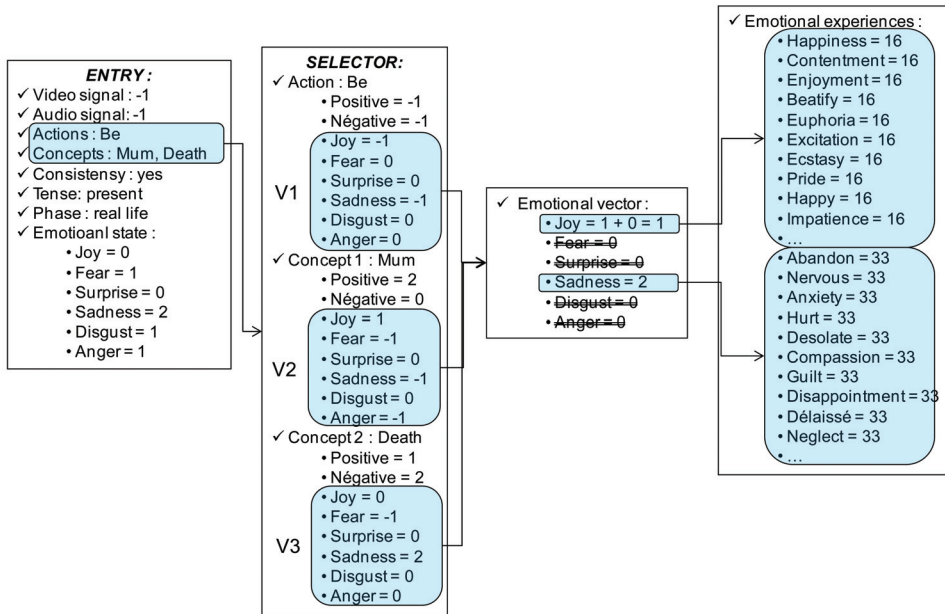 ENTRY :
✓ Video signal : -1
✓ Audio signal: -1
✓ Actions : Be
✓ Concepts : Mum, Death
✓ Consistensy : yes
✓ Tense: present
✓ Phase : real life
✓ Emotioanl state :
• Joy = 0
• Fear = 1
• Surprise = 0
• Sadness = 2
• Disgust = 1
• Anger = 1
SELECTOR:
✓ Action : Be
• Positive = -1
• Négative = -1
V1
• Joy = -1
• Fear = 0
• Surprise = 0
• Sadness = -1
• Disgust = 0
• Anger = 0
✓ Concept 1 : Mum
• Positive = 2
• Négative = 0
V2
• Joy = 1
• Fear = -1
• Surprise = 0
• Sadness = -1
• Disgust = 0
• Anger = -1
✓ Concept 2 : Death
• Positive = 1
• Négative = 2
V3
• Joy = 0
• Fear = -1
• Surprise = 0
• Sadness = 2
• Disgust = 0
• Anger = 0
✓ Emotional vector :
• Joy = 1 + 0 = 1
• Fear = 0
• Surprise = 0
• Sadness = 2
• Disgust = 0
• Anger = 0
✓ Emotional experiences :
• Happiness = 16
• Contentment = 16
• Enjoyment = 16
• Beatify = 16
• Euphoria = 16
• Excitation = 16
• Ecstasy = 16
• Pride = 16
• Happy = 16
• Impatience = 16
• ...
• Abandon = 33
• Nervous = 33
• Anxiety = 33
• Hurt = 33
• Desolate = 33
• Compassion = 33
• Guilt = 33
• Disappointment = 33
• Délaissé = 33
• Neglect = 33
• ...